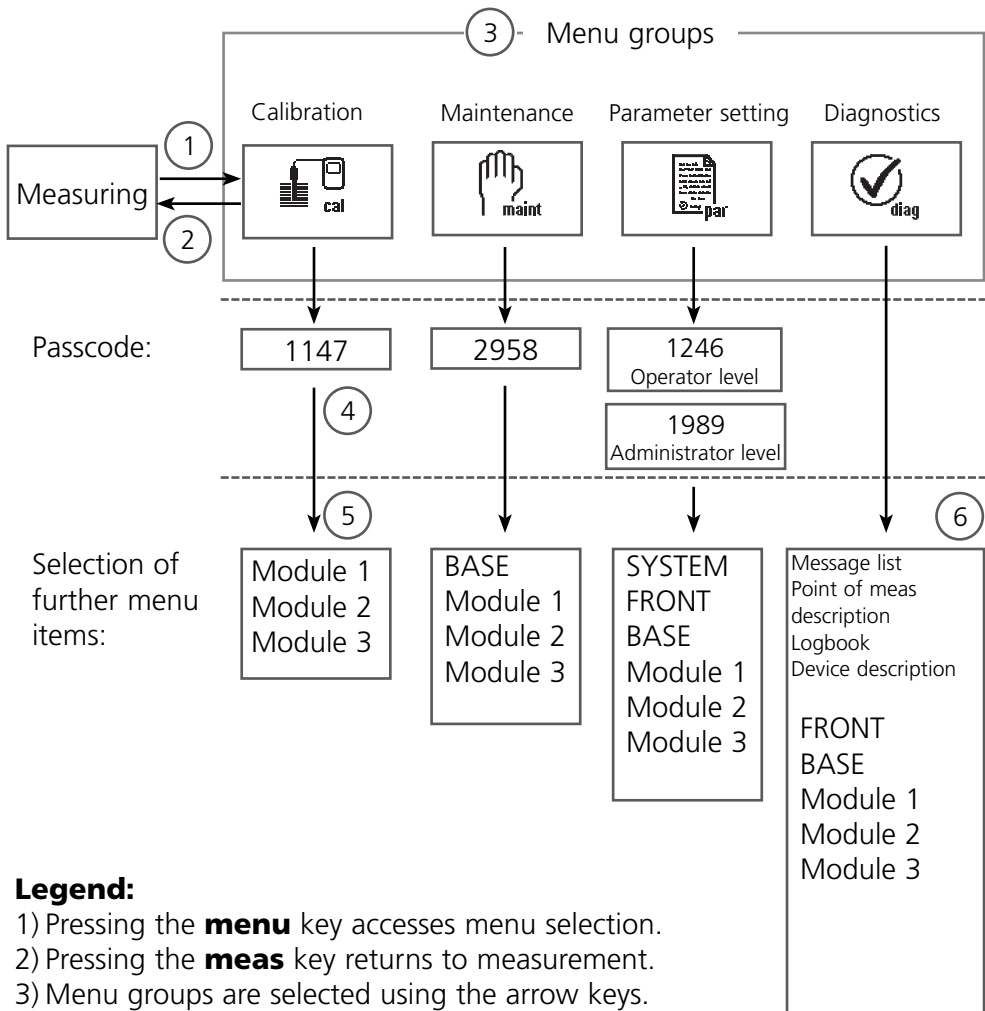 3 Menu groups
Calibration Maintenance Parameter setting Diagnostics
1
Measuring
cal maint par diag
2
Passcode: 1147 2958 1246
Operator level
4
1989
Administrator level
5 6
Selection of
further menu
items:
Module 1
Module 2
Module 3
BASE
Module 1
Module 2
Module 3
SYSTEM
FRONT
BASE
Module 1
Module 2
Module 3
Message list
Point of meas
description
Logbook
Device description
FRONT
BASE
Module 1
Module 2
Module 3
Legend:
1) Pressing the menu key accesses menu selection.
2) Pressing the meas key returns to measurement.
3) Menu groups are selected using the arrow keys.